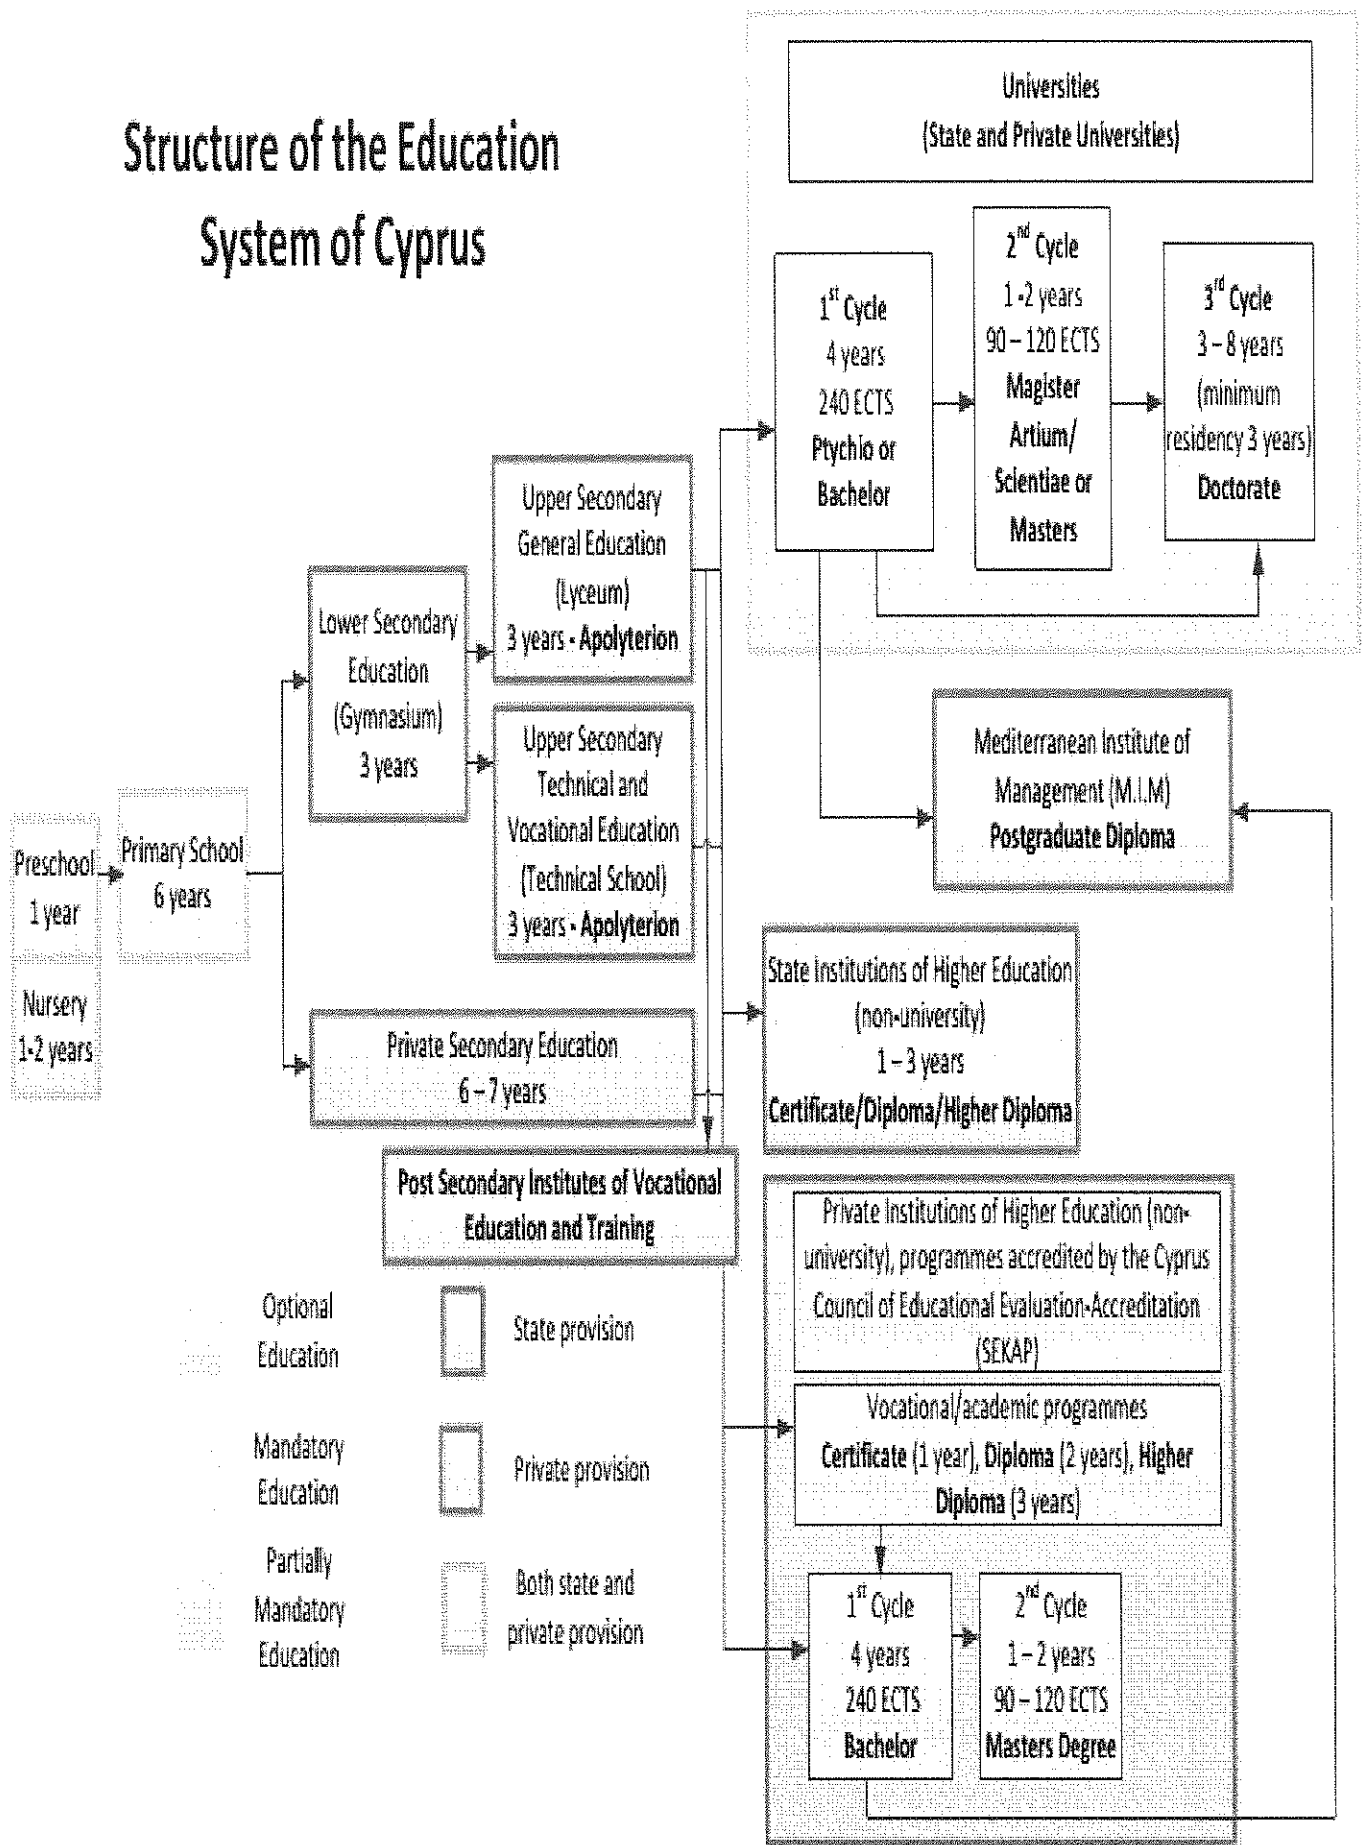 Structure of the Education
System of Cyprus
Universities
(State and Private Universities)
1st Cycle
4 years
240 ECTS
Ptychio or
Bachelor
2nd Cycle
1 -2 years
90 – 120 ECTS
Magister
Artium/
Scientiae or
Masters
3rd Cycle
3 – 8 years
(minimum
residency 3 years)
Doctorate
Upper Secondary
General Education
(Lyceum)
3 years - Apolyterion
Lower Secondary
Education
(Gymnasium)
3 years
Upper Secondary
Technical and
Vocational Education
(Technical School)
3 years - Apolyterion
Mediterranean Institute of
Management (M.I.M)
Postgraduate Diploma
Preschool
1 year
Primary School
6 years
Nursery
1-2 years
Private Secondary Education
6 – 7 years
State Institutions of Higher Education
(non-university)
1 – 3 years
Certificate/Diploma/Higher Diploma
Post Secondary Institutes of Vocational
Education and Training
Private Institutions of Higher Education (non-
university), programmes accredited by the Cyprus
Council of Educational Evaluation-Accreditation
(SEKAP)
Vocational/academic programmes
Certificate (1 year), Diploma (2 years), Higher
Diploma (3 years)
1st Cycle
4 years
240 ECTS
Bachelor
2nd Cycle
1 – 2 years
90 – 120 ECTS
Masters Degree
Optional
Education
State provision
Mandatory
Education
Private provision
Partially
Mandatory
Education
Both state and
private provision